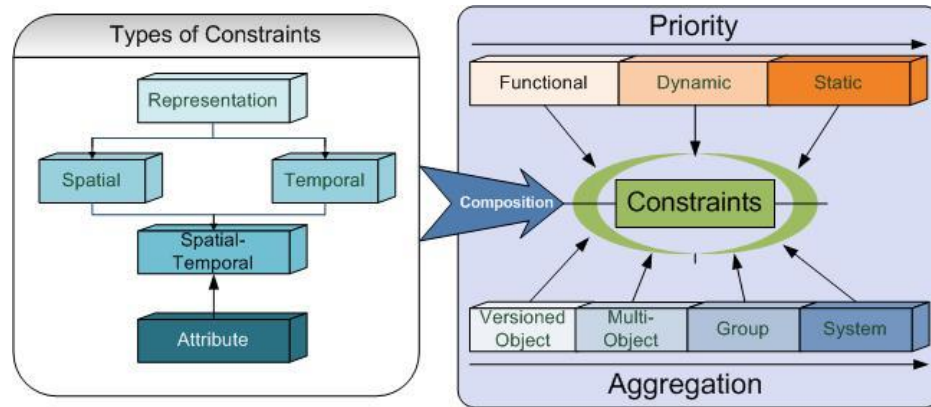 Types of Constraints
Representation
Spatial
Temporal
Spatial-
Temporal
Attribute
Composition
Priority
Functional
Dynamic
Static
Constraints
Versioned
Object
Multi-
Object
Group
System
Aggregation